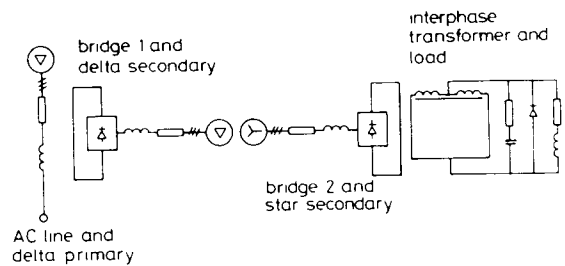 bridge 1 and
delta secondary
interphase
transformer and
load
bridge 2 and
star secondary
AC line and
delta primary